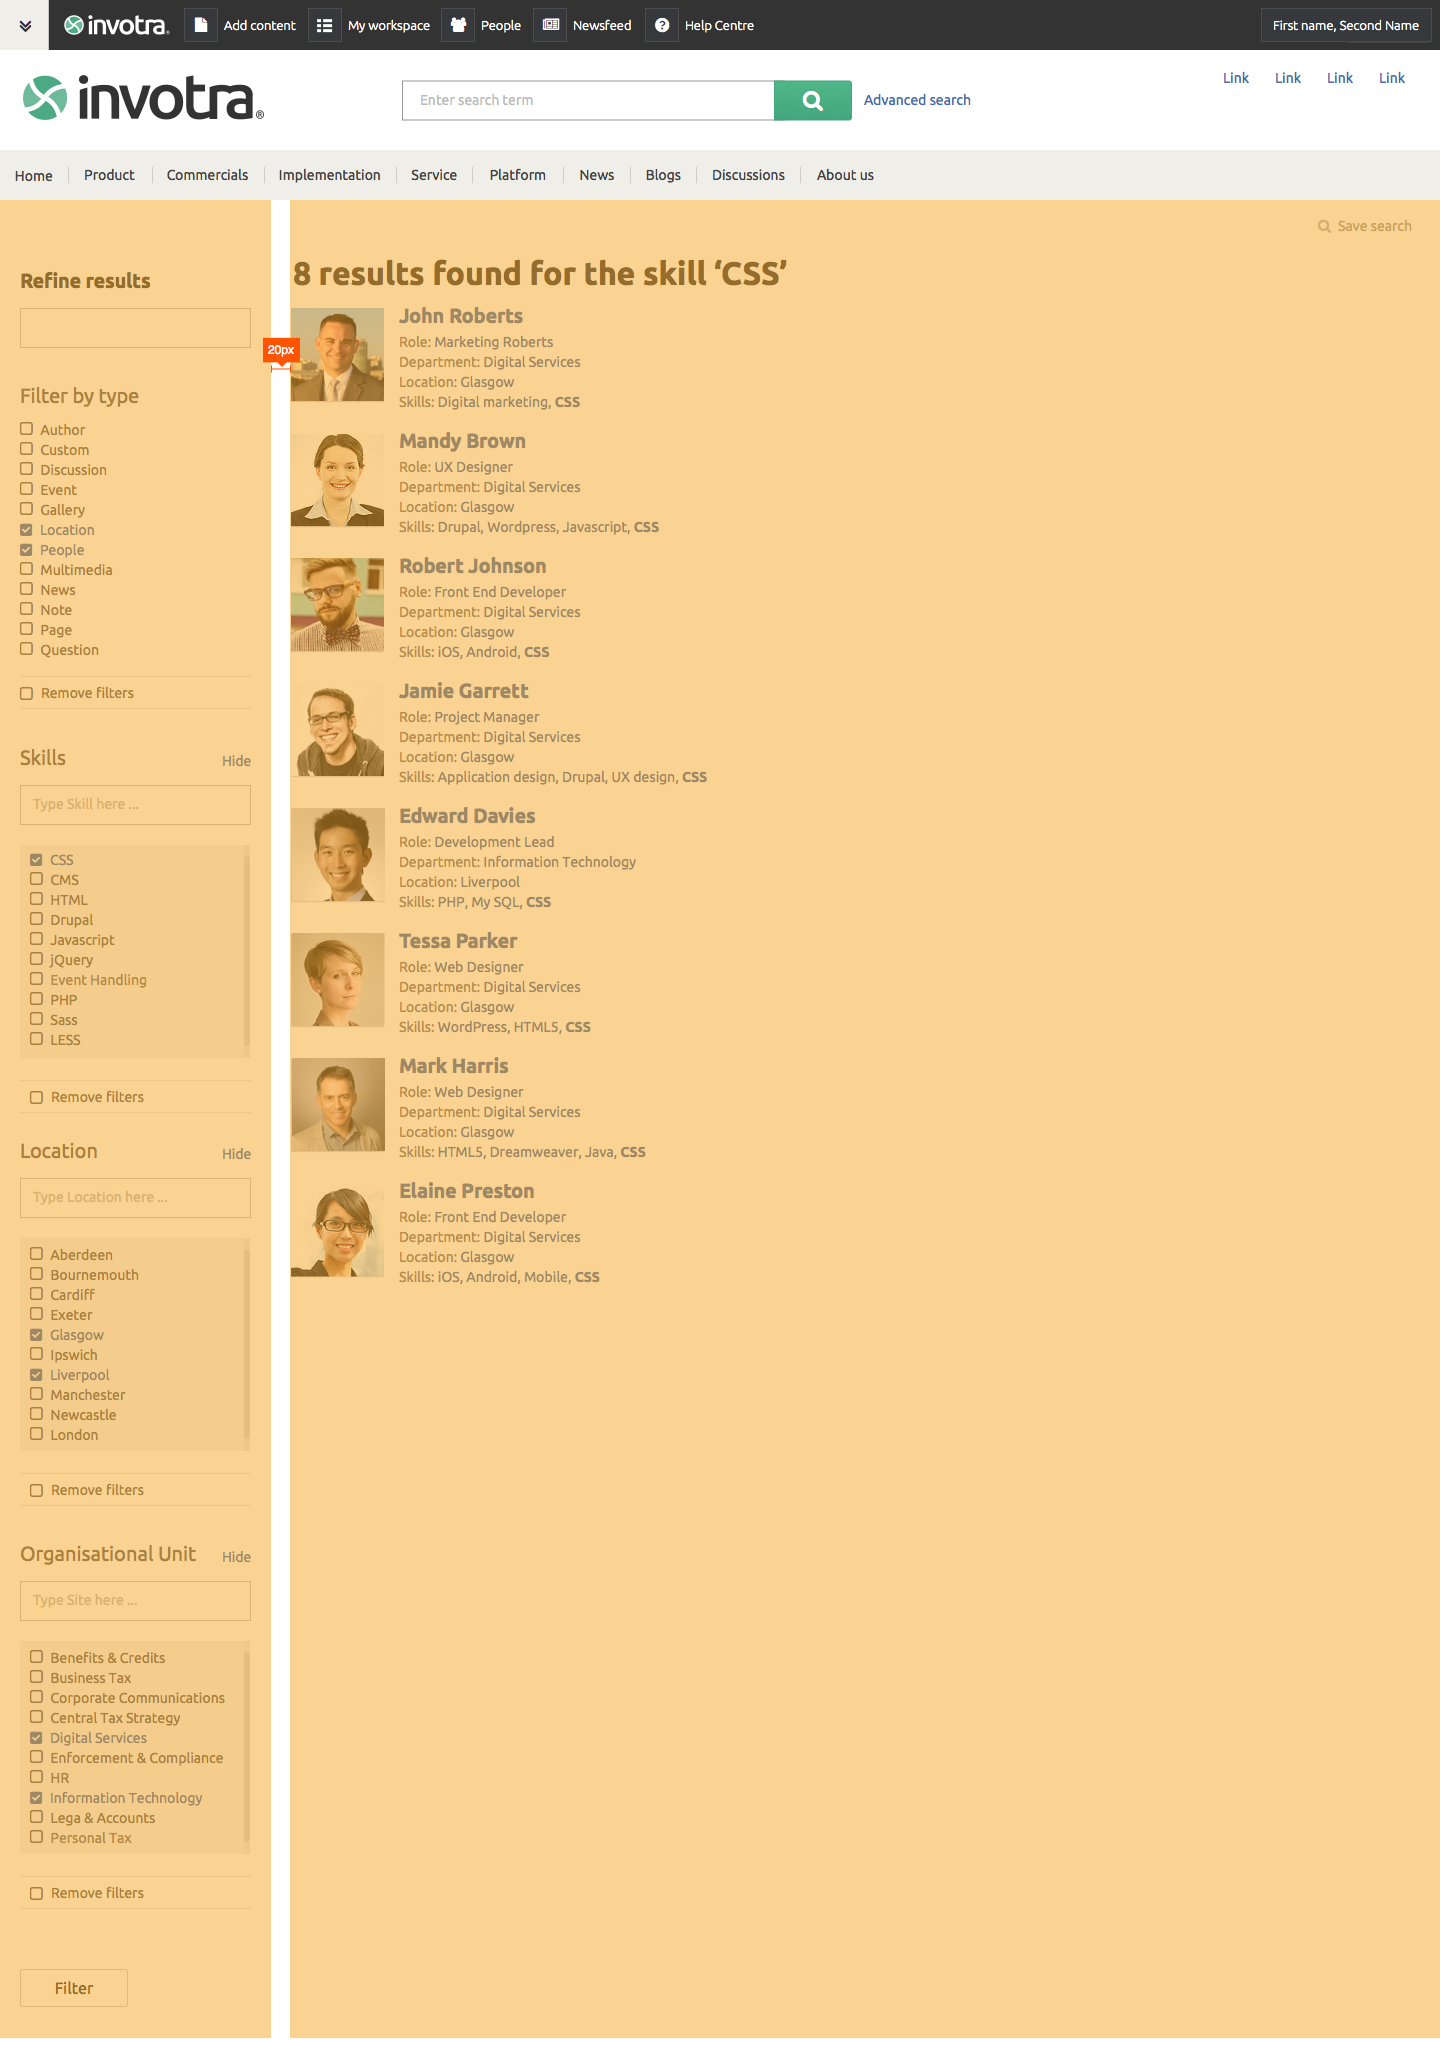 invotra.
Add content
My workspace
People
Newsfeed
Help Centre
First name, Second Name
invotra®
Enter search term
Advanced search
Link Link Link Link
Home Product Commercials Implementation Service Platform News Blogs Discussions About us
Save search
Refine results
Filter by type
Author
Custom
Discussion
Event
Gallery
Location
People
Multimedia
News
Note
Page
Question
Remove filters
Skills Hide
Type Skill here ...
CSS
CMS
HTML
Drupal
Javascript
jQuery
Event Handling
PHP
Sass
LESS
Remove filters
Location Hide
Type Location here ...
Aberdeen
Bournemouth
Cardiff
Exeter
Glasgow
Ipswich
Liverpool
Manchester
Newcastle
London
Remove filters
Organisational Unit Hide
Type Site here ...
Benefits & Credits
Business Tax
Corporate Communications
Central Tax Strategy
Digital Services
Enforcement & Compliance
HR
Information Technology
Lega & Accounts
Personal Tax
Remove filters
Filter
20px
8 results found for the skill ‘CSS’
John Roberts
Role: Marketing Roberts
Department: Digital Services
Location: Glasgow
Skills: Digital marketing, CSS
Mandy Brown
Role: UX Designer
Department: Digital Services
Location: Glasgow
Skills: Drupal, Wordpress, Javascript, CSS
Robert Johnson
Role: Front End Developer
Department: Digital Services
Location: Glasgow
Skills: iOS, Android, CSS
Jamie Garrett
Role: Project Manager
Department: Digital Services
Location: Glasgow
Skills: Application design, Drupal, UX design, CSS
Edward Davies
Role: Development Lead
Department: Information Technology
Location: Liverpool
Skills: PHP, My SQL, CSS
Tessa Parker
Role: Web Designer
Department: Digital Services
Location: Glasgow
Skills: WordPress, HTML5, CSS
Mark Harris
Role: Web Designer
Department: Digital Services
Location: Glasgow
Skills: HTML5, Dreamweaver, Java, CSS
Elaine Preston
Role: Front End Developer
Department: Digital Services
Location: Glasgow
Skills: iOS, Android, Mobile, CSS